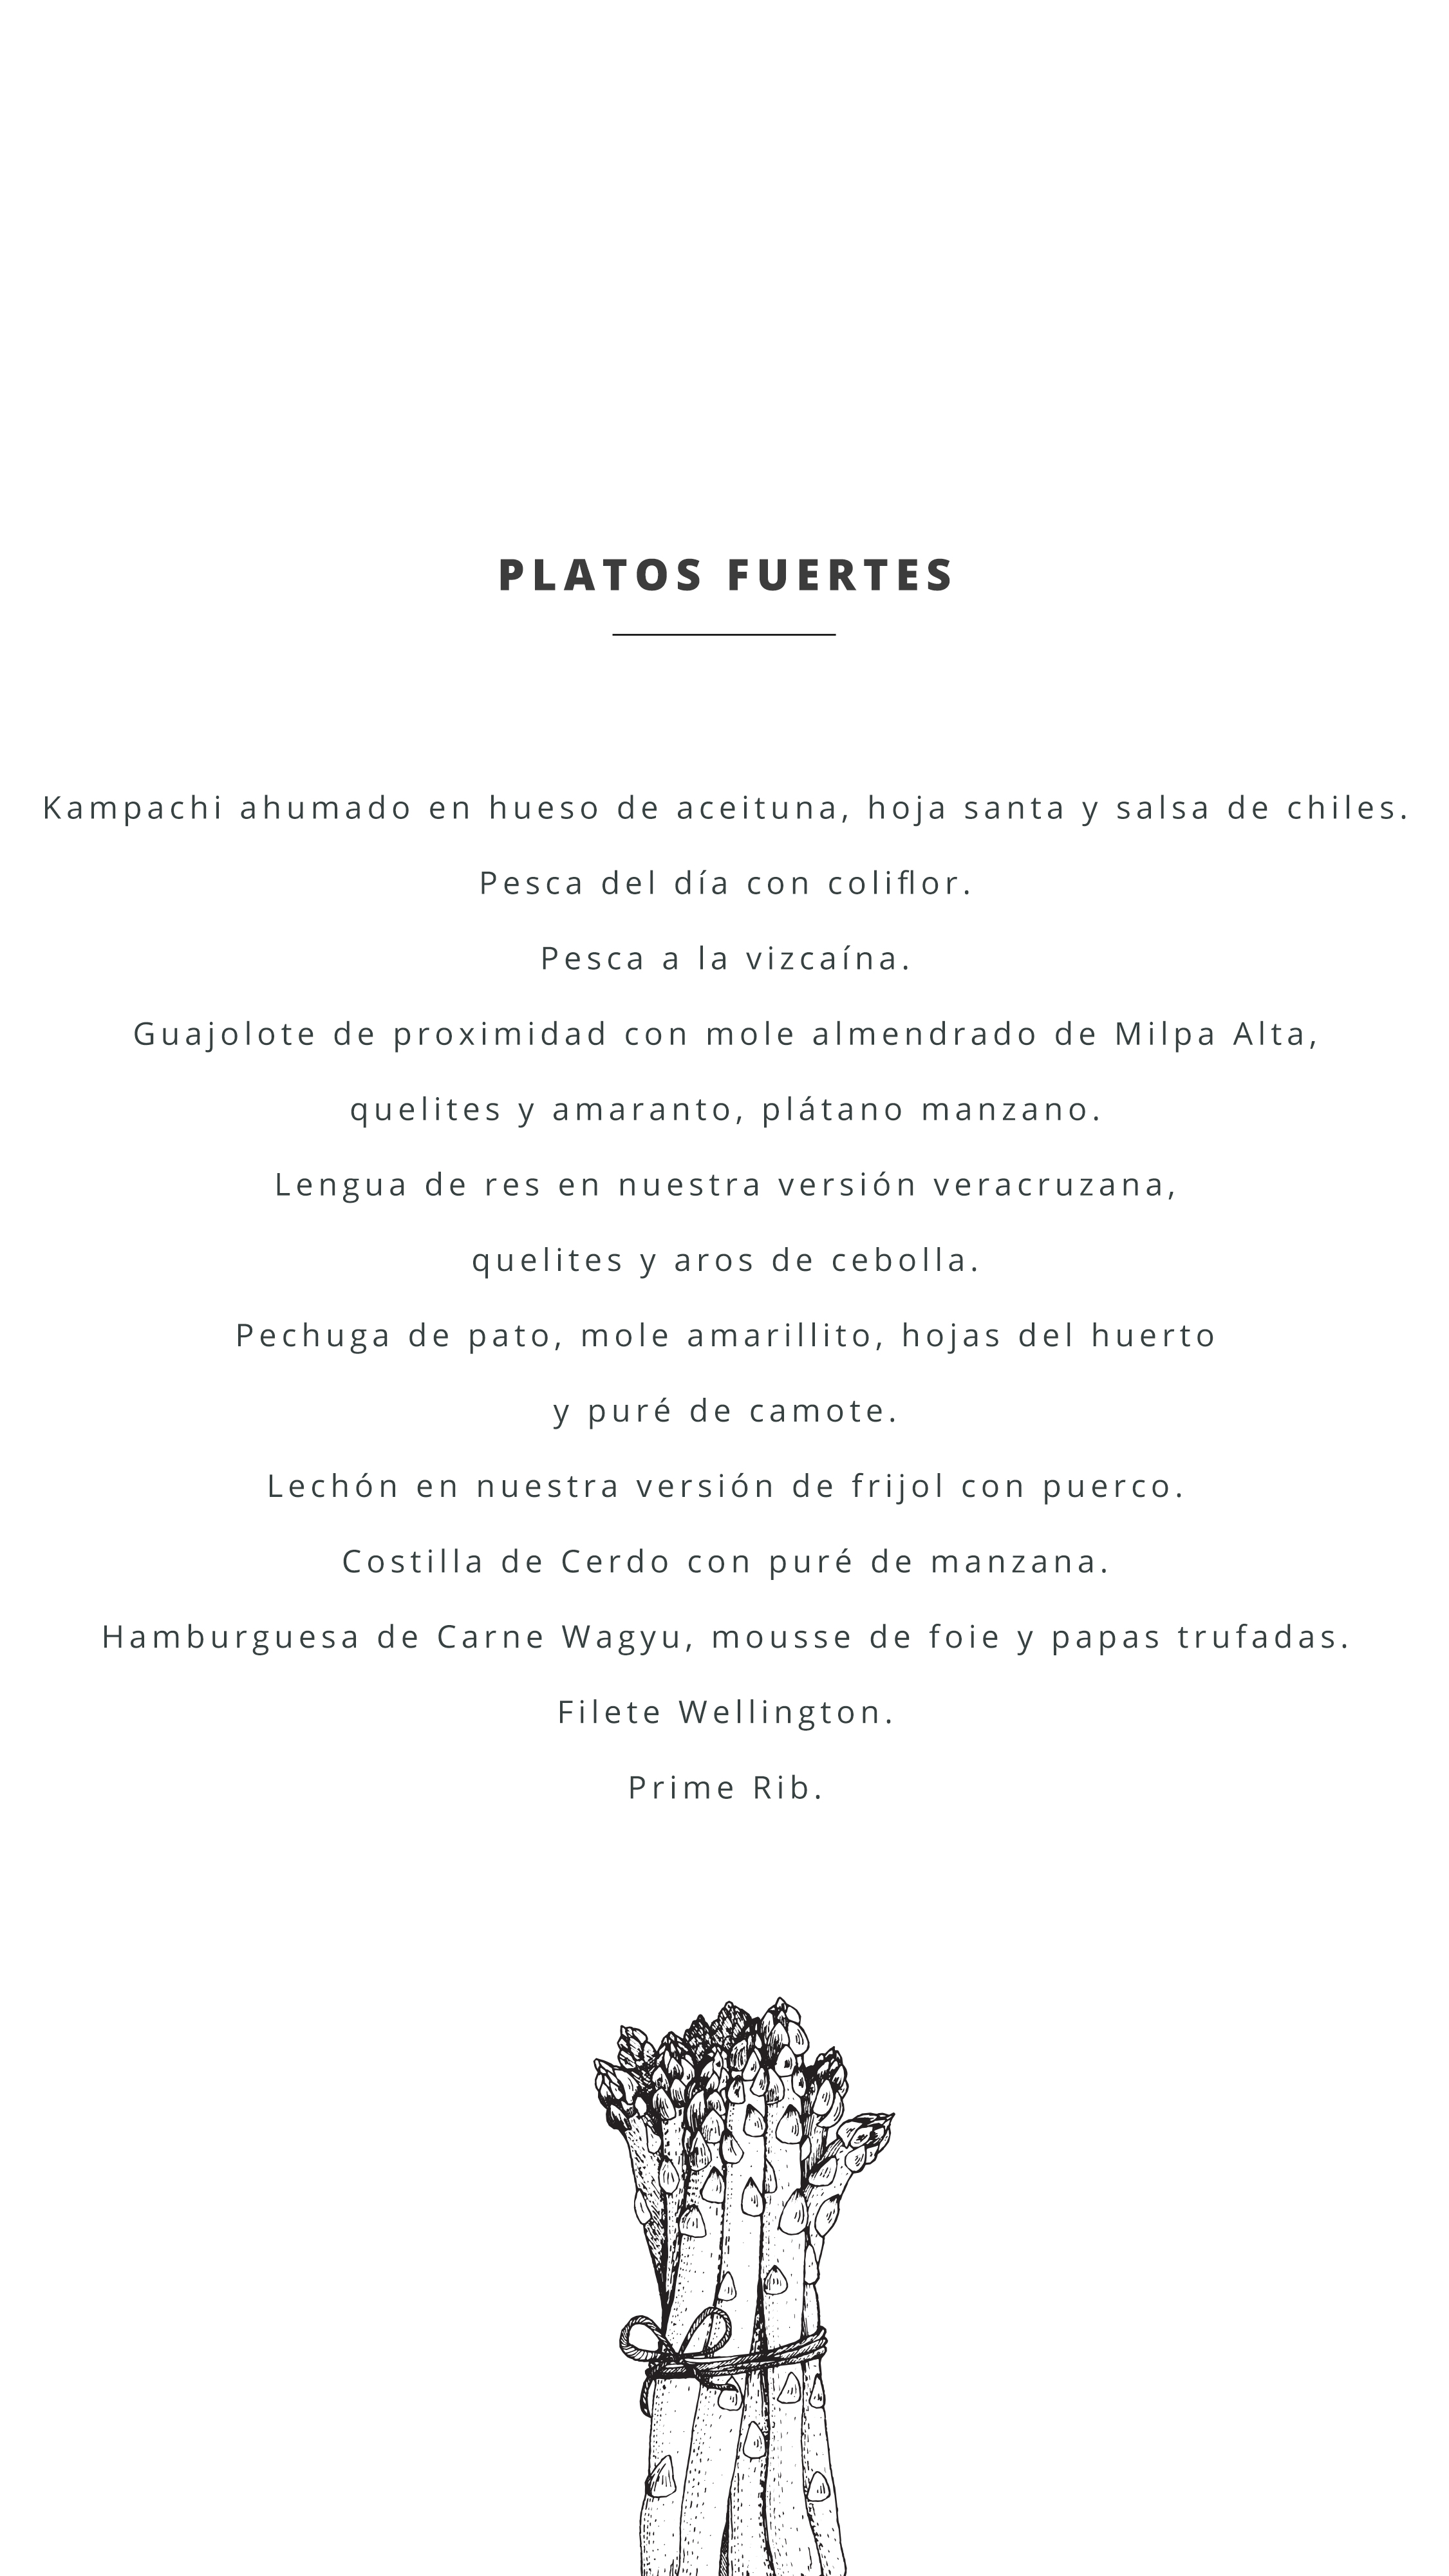 PLATOS FUERTES
Kampachi ahumado en hueso de aceituna, hoja santa y salsa de chiles.
Pesca del día con coliflor.
Pesca a la vizcaína.
Guajolote de proximidad con mole almendrado de Milpa Alta,
quelites y amaranto, plátano manzano.
Lengua de res en nuestra versión veracruzana,
quelites y aros de cebolla.
Pechuga de pato, mole amarillito, hojas del huerto
y puré de camote.
Lechón en nuestra versión de frijol con puerco.
Costilla de Cerdo con puré de manzana.
Hamburguesa de Carne Wagyu, mousse de foie y papas trufadas.
Filete Wellington.
Prime Rib.